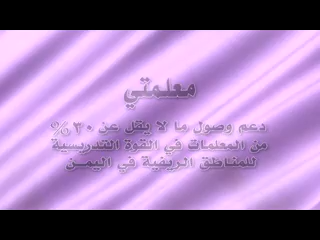 معلمتي
دعم وصول ما لا يقل عن ٣٠%
من المعلمات في القوة التدريسية
للمناطق الريفية في اليمن